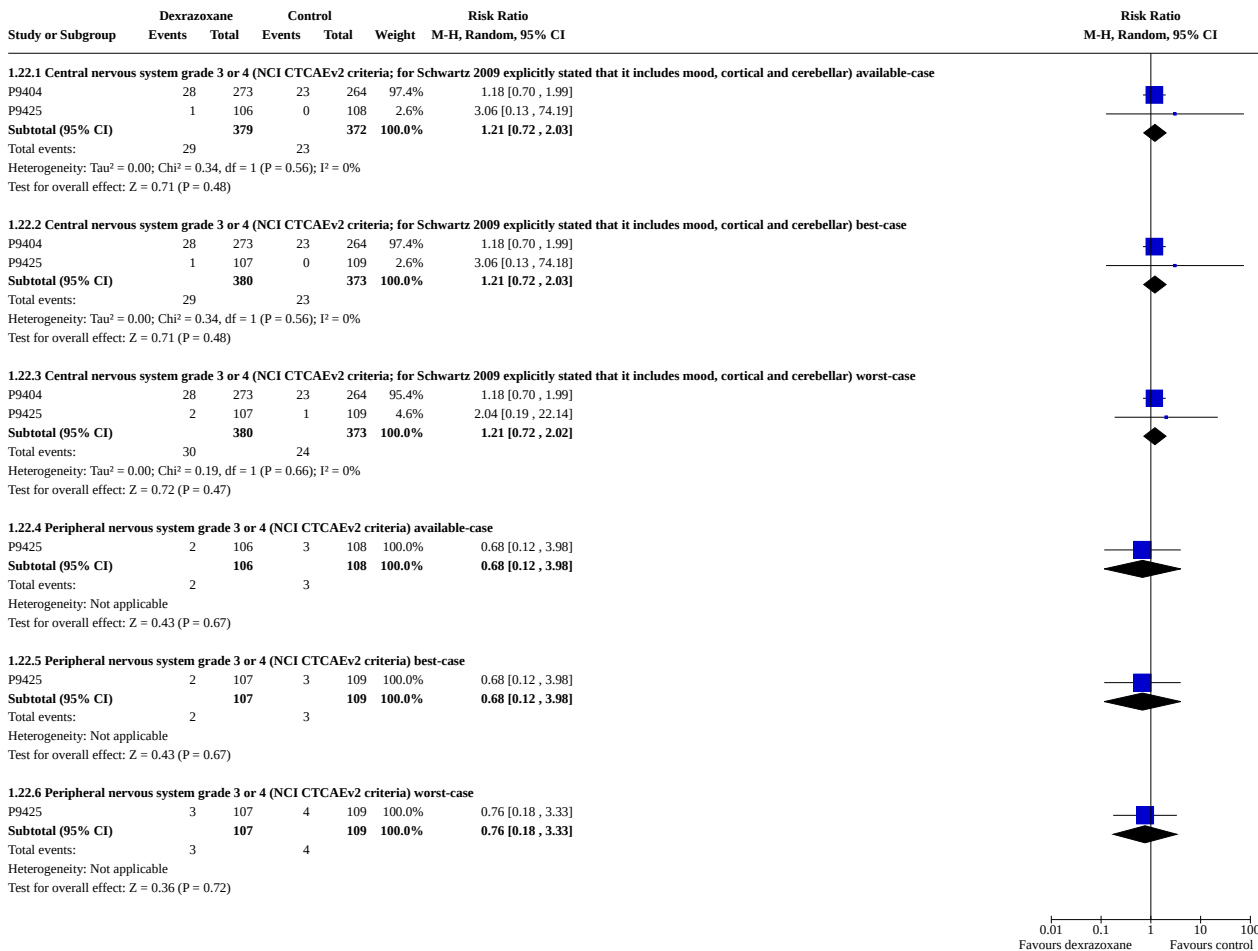 Dexrazoxane Control Risk Ratio Risk Ratio
Study or Subgroup Events Total Events Total Weight M-H, Random, 95% CI M-H, Random, 95% CI
1.22.1 Central nervous system grade 3 or 4 (NCI CTCAEv2 criteria; for Schwartz 2009 explicitly stated that it includes mood, cortical and cerebellar) available-case
P9404 28 273 23 264 97.4% 1.18 [0.70 , 1.99]
P9425 1 106 0 108 2.6% 3.06 [0.13 , 74.19]
Subtotal (95% CI) 379 372 100.0% 1.21 [0.72 , 2.03]
Total events: 29 23
Heterogeneity: Tau² = 0.00; Chi² = 0.34, df = 1 (P = 0.56); I² = 0%
Test for overall effect: Z = 0.71 (P = 0.48)
1.22.2 Central nervous system grade 3 or 4 (NCI CTCAEv2 criteria; for Schwartz 2009 explicitly stated that it includes mood, cortical and cerebellar) best-case
P9404 28 273 23 264 97.4% 1.18 [0.70 , 1.99]
P9425 1 107 0 109 2.6% 3.06 [0.13 , 74.18]
Subtotal (95% CI) 380 373 100.0% 1.21 [0.72 , 2.03]
Total events: 29 23
Heterogeneity: Tau² = 0.00; Chi² = 0.34, df = 1 (P = 0.56); I² = 0%
Test for overall effect: Z = 0.71 (P = 0.48)
1.22.3 Central nervous system grade 3 or 4 (NCI CTCAEv2 criteria; for Schwartz 2009 explicitly stated that it includes mood, cortical and cerebellar) worst-case
P9404 28 273 23 264 95.4% 1.18 [0.70 , 1.99]
P9425 2 107 1 109 4.6% 2.04 [0.19 , 22.14]
Subtotal (95% CI) 380 373 100.0% 1.21 [0.72 , 2.02]
Total events: 30 24
Heterogeneity: Tau² = 0.00; Chi² = 0.19, df = 1 (P = 0.66); I² = 0%
Test for overall effect: Z = 0.72 (P = 0.47)
1.22.4 Peripheral nervous system grade 3 or 4 (NCI CTCAEv2 criteria) available-case
P9425 2 106 3 108 100.0% 0.68 [0.12 , 3.98]
Subtotal (95% CI) 106 108 100.0% 0.68 [0.12 , 3.98]
Total events: 2 3
Heterogeneity: Not applicable
Test for overall effect: Z = 0.43 (P = 0.67)
1.22.5 Peripheral nervous system grade 3 or 4 (NCI CTCAEv2 criteria) best-case
P9425 2 107 3 109 100.0% 0.68 [0.12 , 3.98]
Subtotal (95% CI) 107 109 100.0% 0.68 [0.12 , 3.98]
Total events: 2 3
Heterogeneity: Not applicable
Test for overall effect: Z = 0.43 (P = 0.67)
1.22.6 Peripheral nervous system grade 3 or 4 (NCI CTCAEv2 criteria) worst-case
P9425 3 107 4 109 100.0% 0.76 [0.18 , 3.33]
Subtotal (95% CI) 107 109 100.0% 0.76 [0.18 , 3.33]
Total events: 3 4
Heterogeneity: Not applicable
Test for overall effect: Z = 0.36 (P = 0.72)
0.01 0.1 1 10 100
Favours dexrazoxane Favours control